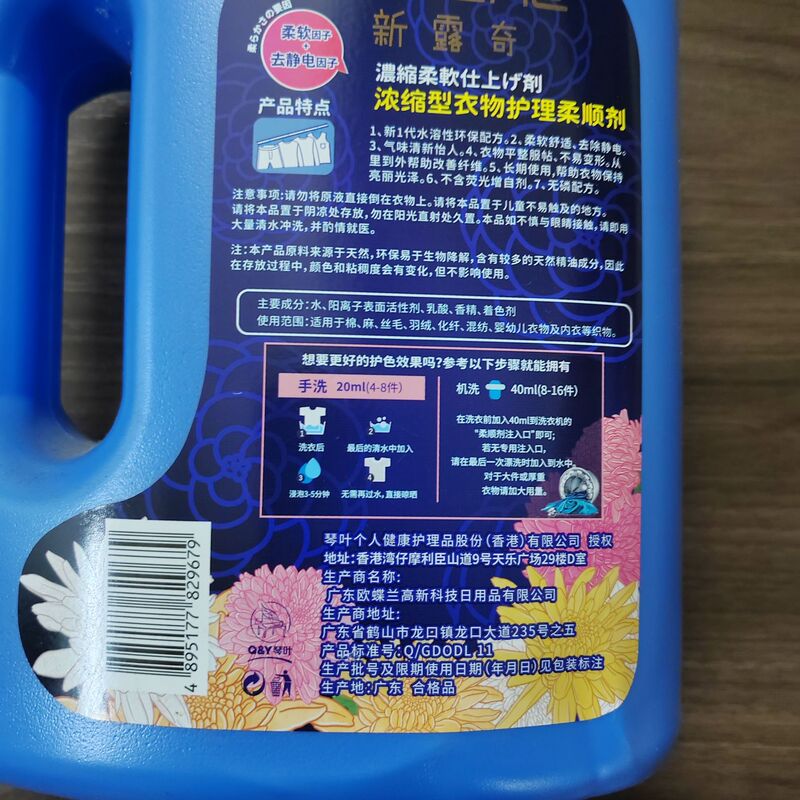 新露奇
柔らかさの要因
柔软因子
+
去静电因子
濃縮柔軟仕上げ剤
浓缩型衣物护理柔顺剂
产品特点
1、新1代水溶性环保配方。2、柔软舒适、去除静电。
3、气味清新怡人。4、衣物平整服帖、不易变形。从
里到外帮助改善纤维。5、长期使用,帮助衣物保持
亮丽光泽。6、不含荧光增白剂。7、无磷配方。
注意事项:请勿将原液直接倒在衣物上。请将本品置于儿童不易触及的地方。
请将本品置于阴凉处存放,勿在阳光直射处久置。本品如不慎与眼睛接触,请即用
大量清水冲洗,并酌情就医。
注:本产品原料来源于天然,环保易于生物降解,含有较多的天然精油成分,因此
在存放过程中,颜色和粘稠度会有变化,但不影响使用。
主要成分:水、阳离子表面活性剂、乳酸、香精、着色剂
使用范围:适用于棉、麻、丝毛、羽绒、化纤、混纺、婴幼儿衣物及内衣等织物。
想要更好的护色效果吗?参考以下步骤就能拥有
手洗 20ml(4-8件)
1
洗衣后
2
最后的清水中加入
3
浸泡3-5分钟
4
无需再过水,直接晾晒
机洗 40ml(8-16件)
在洗衣前加入40ml到洗衣机的
“柔顺剂注入口”即可;
若无专用注入口,
请在最后一次漂洗时加入到水中。
对于大件或厚重
衣物请加大用量。
琴叶个人健康护理品股份(香港)有限公司 授权
地址:香港湾仔摩利臣山道9号天乐广场29楼D室
生产商名称:
广东欧蝶兰高新科技日用品有限公司
生产商地址:
广东省鹤山市龙口镇龙口大道235号之五
产品标准号:Q/GDODL 11
生产批号及限期使用日期(年月日)见包装标注
生产地:广东 合格品
4 895177 829679
Q&Y琴叶